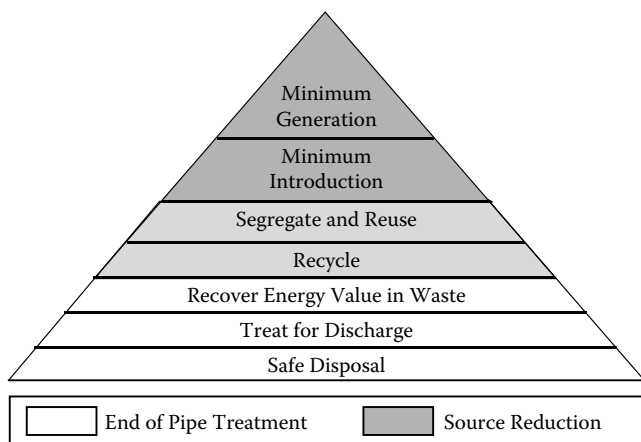 Minimum
Generation
Minimum
Introduction
Segregate and Reuse
Recycle
Recover Energy Value in Waste
Treat for Discharge
Safe Disposal
End of Pipe Treatment
Source Reduction